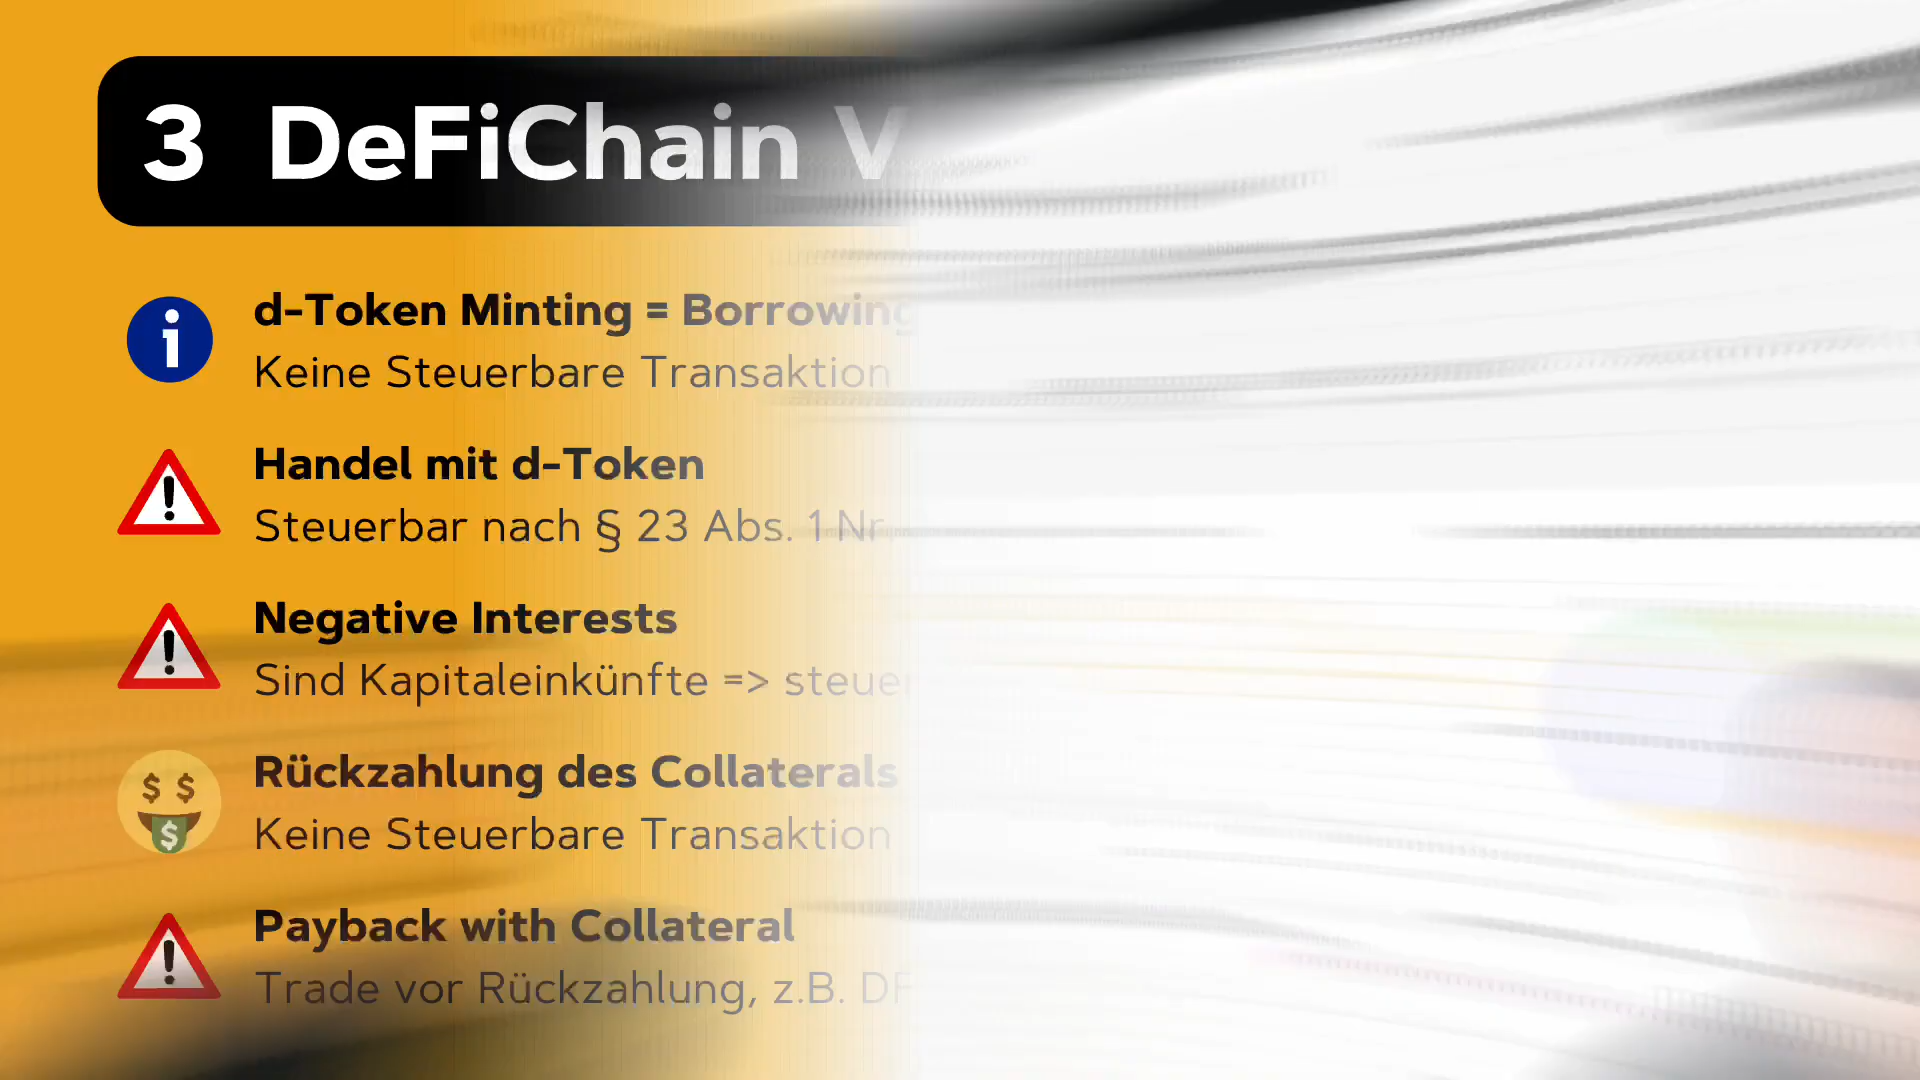 3 DeFiChain
d-Token Minting = Borrowing
Keine Steuerbare Transaktion
Handel mit d-Token
Steuerbar nach § 23 Abs. 1 Nr
Negative Interests
Sind Kapitaleinkünfte =>
Rückzahlung des Collaterals
Keine Steuerbare Transaktion
Payback with Collateral
Trade vor Rückzahlung, z.B.